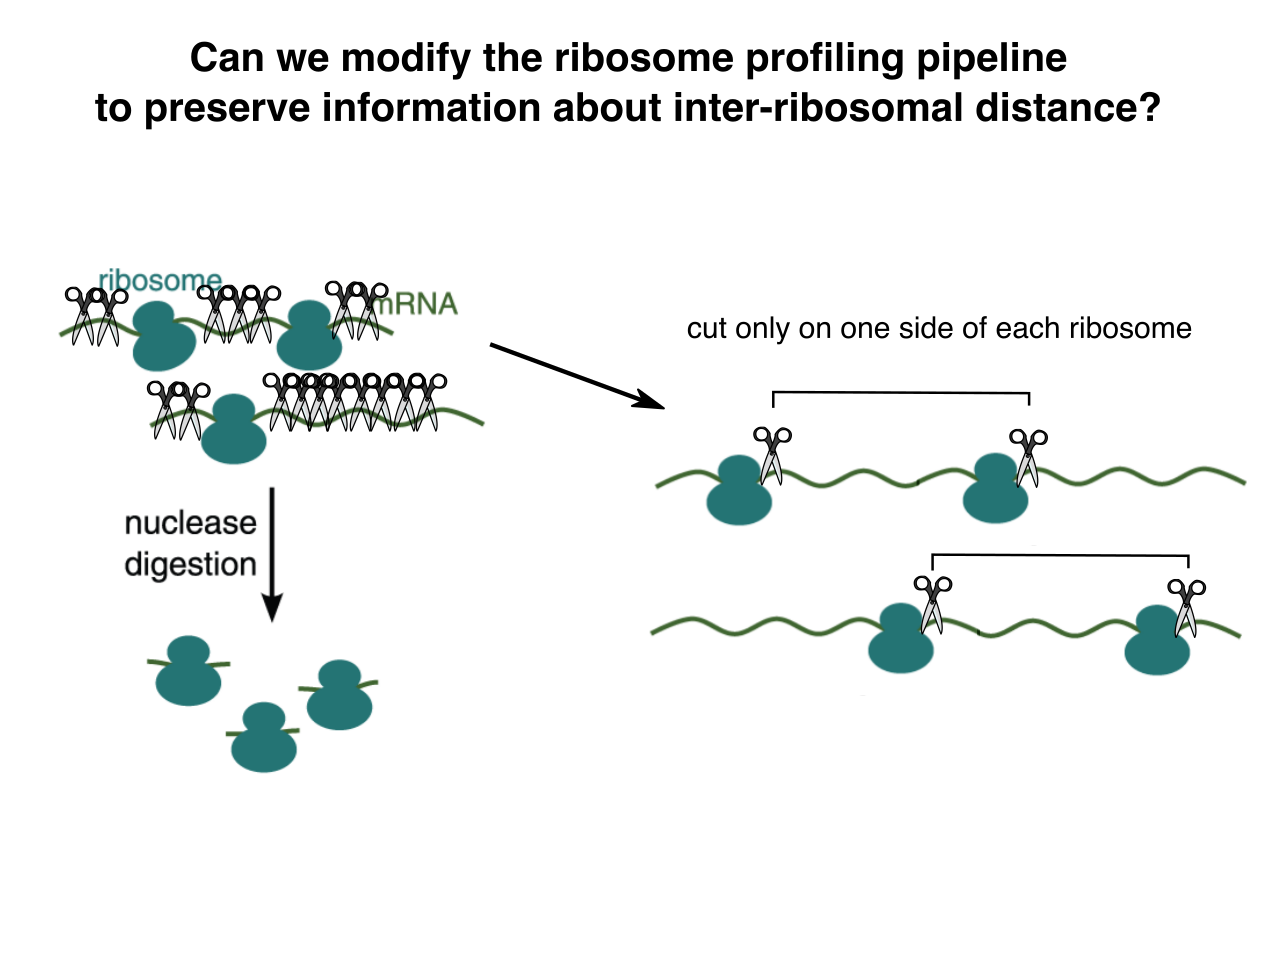 Can we modify the ribosome profiling pipeline
to preserve information about inter-ribosomal distance?
ribosome
mRNA
cut only on one side of each ribosome
nuclease
digestion